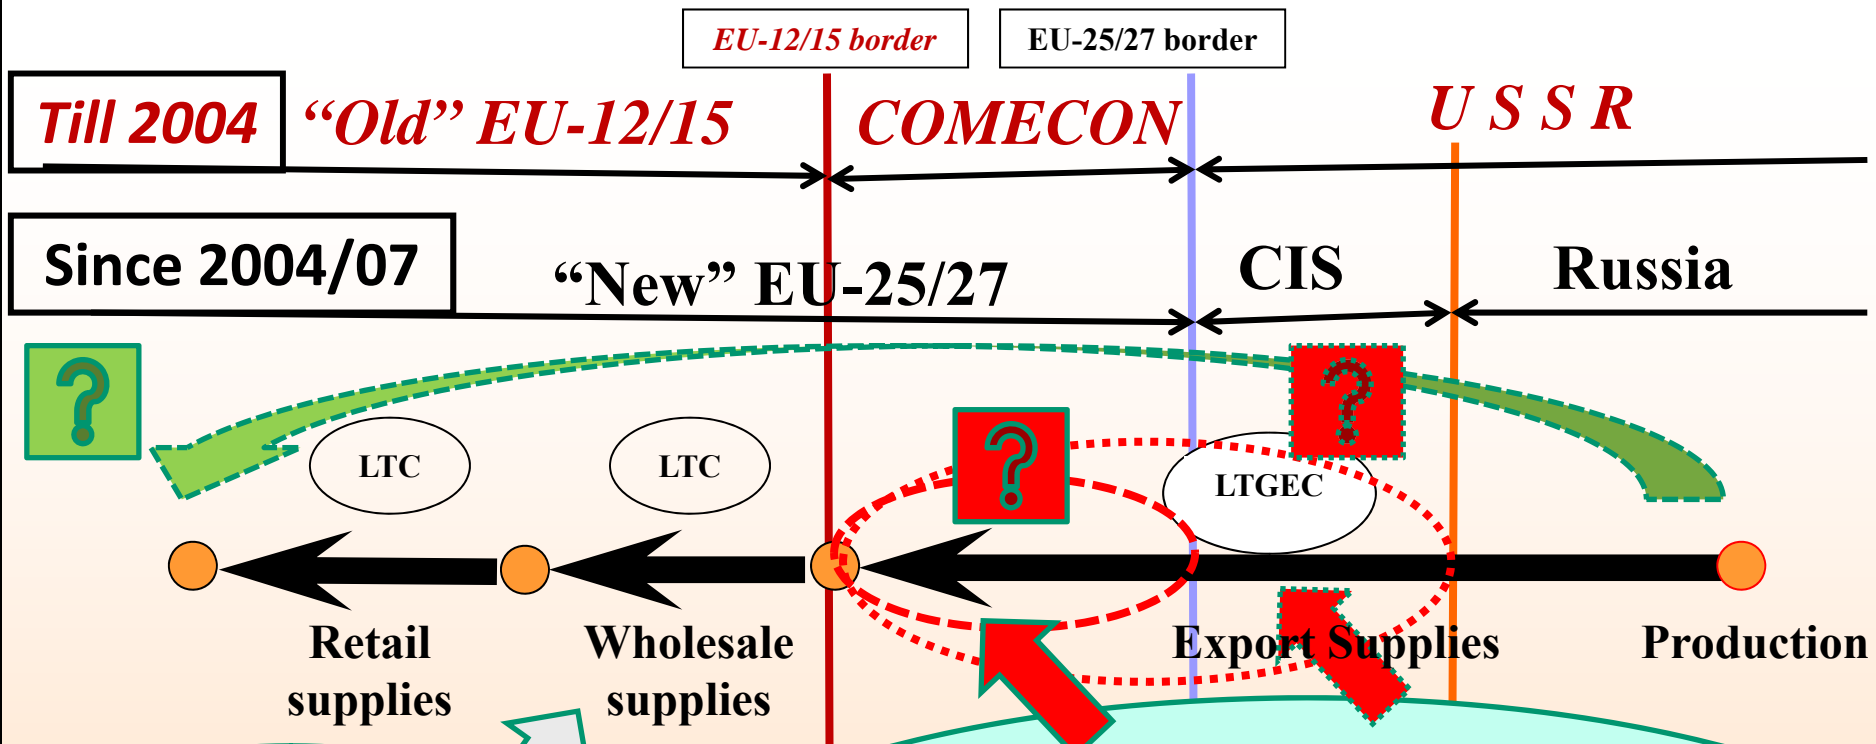 EU-12/15 border
EU-25/27 border
Till 2004
“Old” EU-12/15
COMECON
U S S R
Since 2004/07
“New” EU-25/27
CIS
Russia
?
?
?
LTC
LTC
LTGEC
Retail
supplies
Wholesale
supplies
Export Supplies
Production